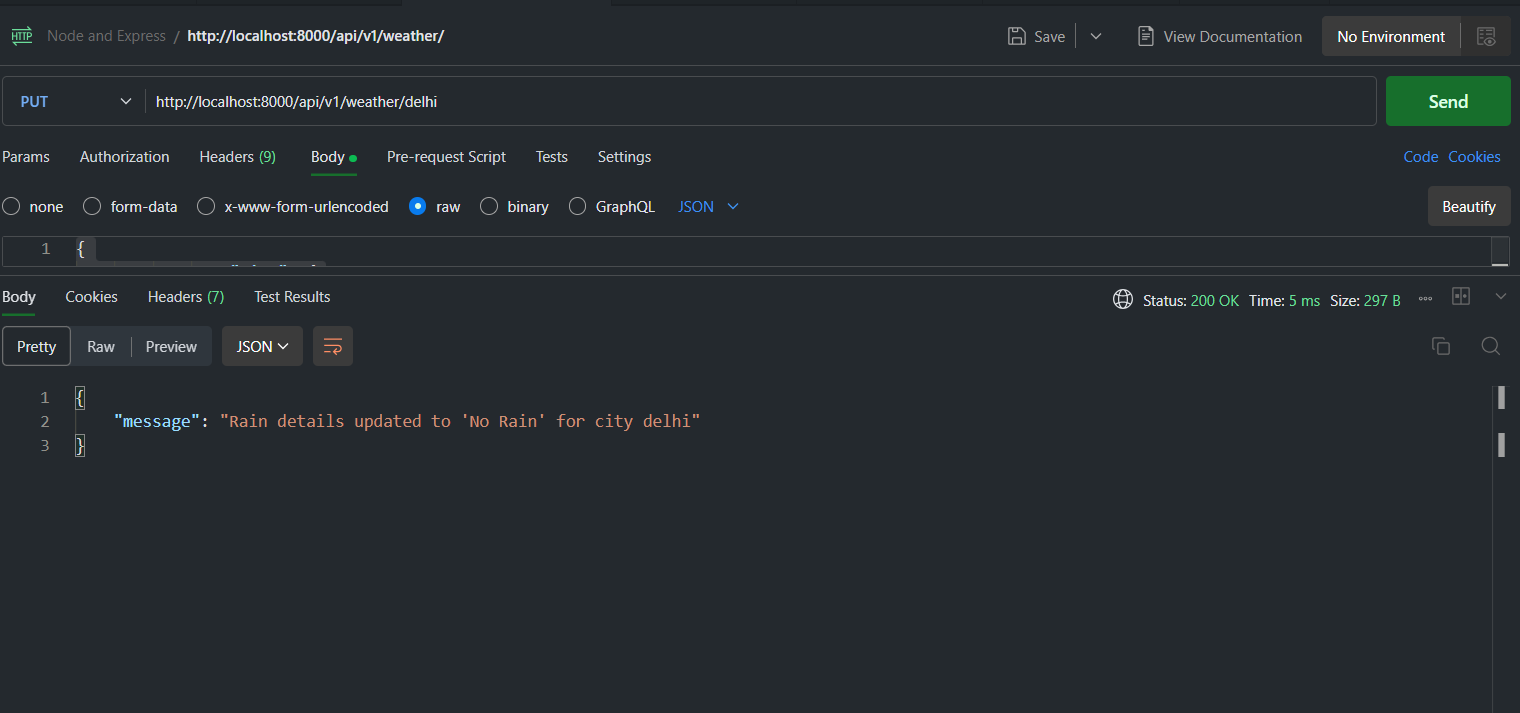 HTTP Node and Express / http://localhost:8000/api/v1/weather/ Save View Documentation No Environment
PUT http://localhost:8000/api/v1/weather/delhi Send
Params Authorization Headers (9) Body Pre-request Script Tests Settings Code Cookies
none form-data x-www-form-urlencoded raw binary GraphQL JSON Beautify
1 {
Body Cookies Headers (7) Test Results Status: 200 OK Time: 5 ms Size: 297 B
Pretty Raw Preview JSON
1 {
2 "message": "Rain details updated to 'No Rain' for city delhi"
3 }